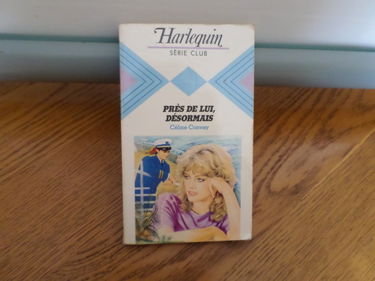 Harlequin
SÉRIE CLUB
PRÈS DE LUI,
DÉSORMAIS
Céline Conway